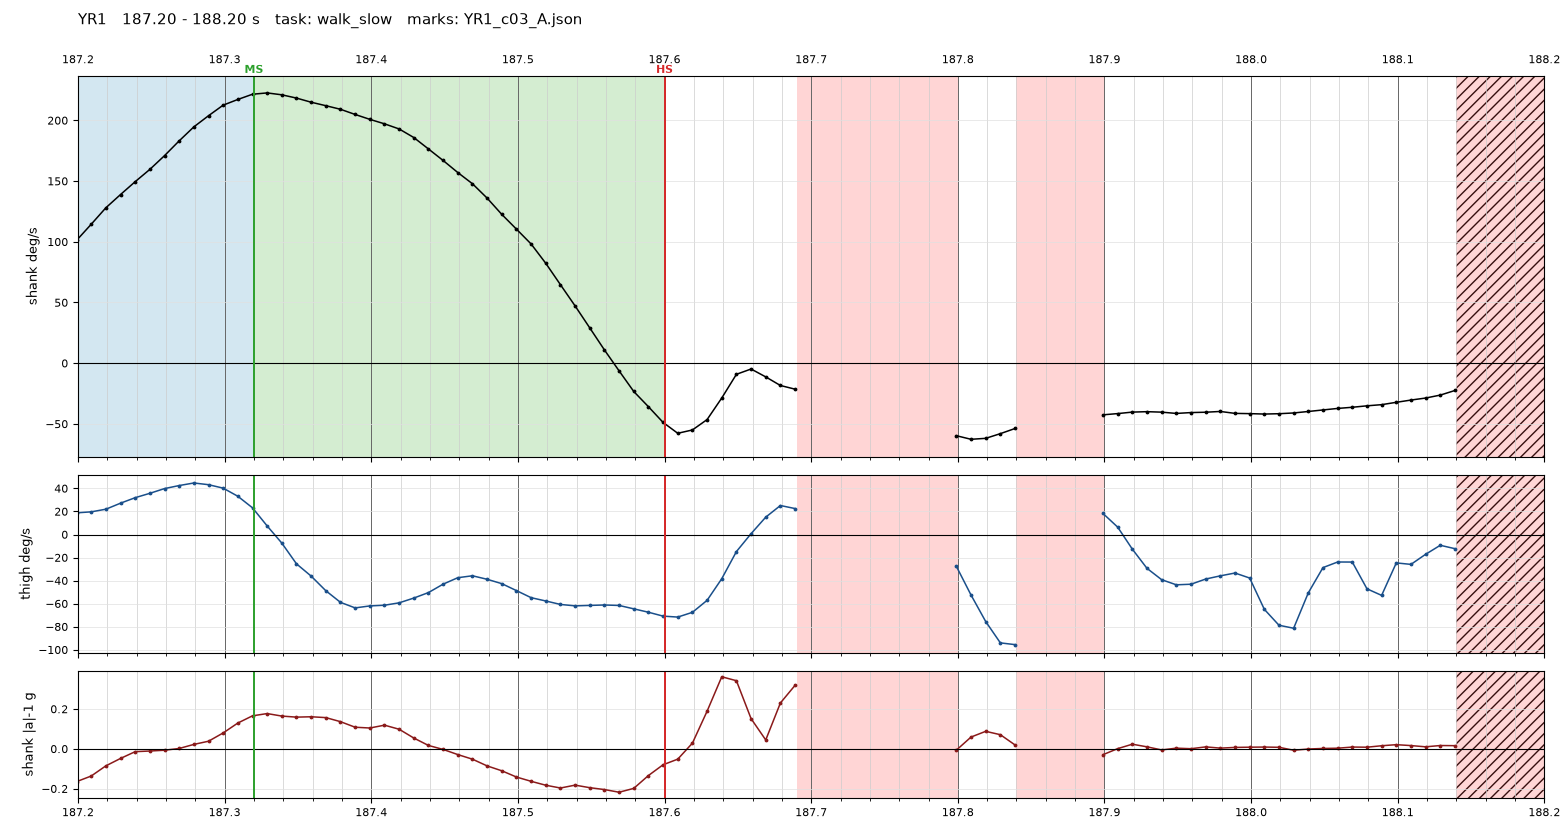 YR1   187.20 - 188.20 s   task: walk_slow   marks: YR1_c03_A.json
187.2 187.3 187.4 187.5 187.6 187.7 187.8 187.9 188.0 188.1 188.2
MS HS
shank deg/s
200
150
100
50
0
−50
thigh deg/s
40
20
0
−20
−40
−60
−80
−100
shank |a|-1 g
0.2
0.0
−0.2
187.2 187.3 187.4 187.5 187.6 187.7 187.8 187.9 188.0 188.1 188.2